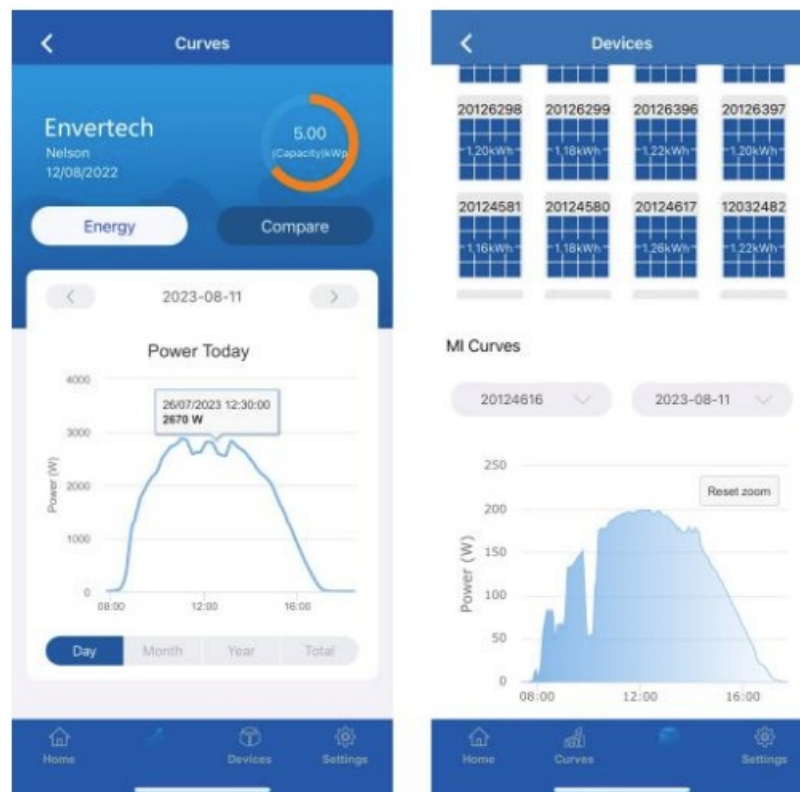 Curves
Envertech
Nelson
12/08/2022
5.00
(Capacity)kWp
Energy
Compare
2023-08-11
Power Today
4000
26/07/2023 12:30:00
2670 W
3000
2000
1000
0
Power (W)
08:00 12:00 16:00
Day Month Year Total
Home Devices Settings
Devices
20126298 20126299 20126396 20126397
1.20kWh 1.18kWh 1.22kWh 1.20kWh
20124581 20124580 20124617 12032482
1.16kWh 1.18kWh 1.26kWh 1.22kWh
MI Curves
20124616 2023-08-11
250
Reset zoom
200
150
100
50
0
Power (W)
08:00 12:00 16:00
Home Curves Settings